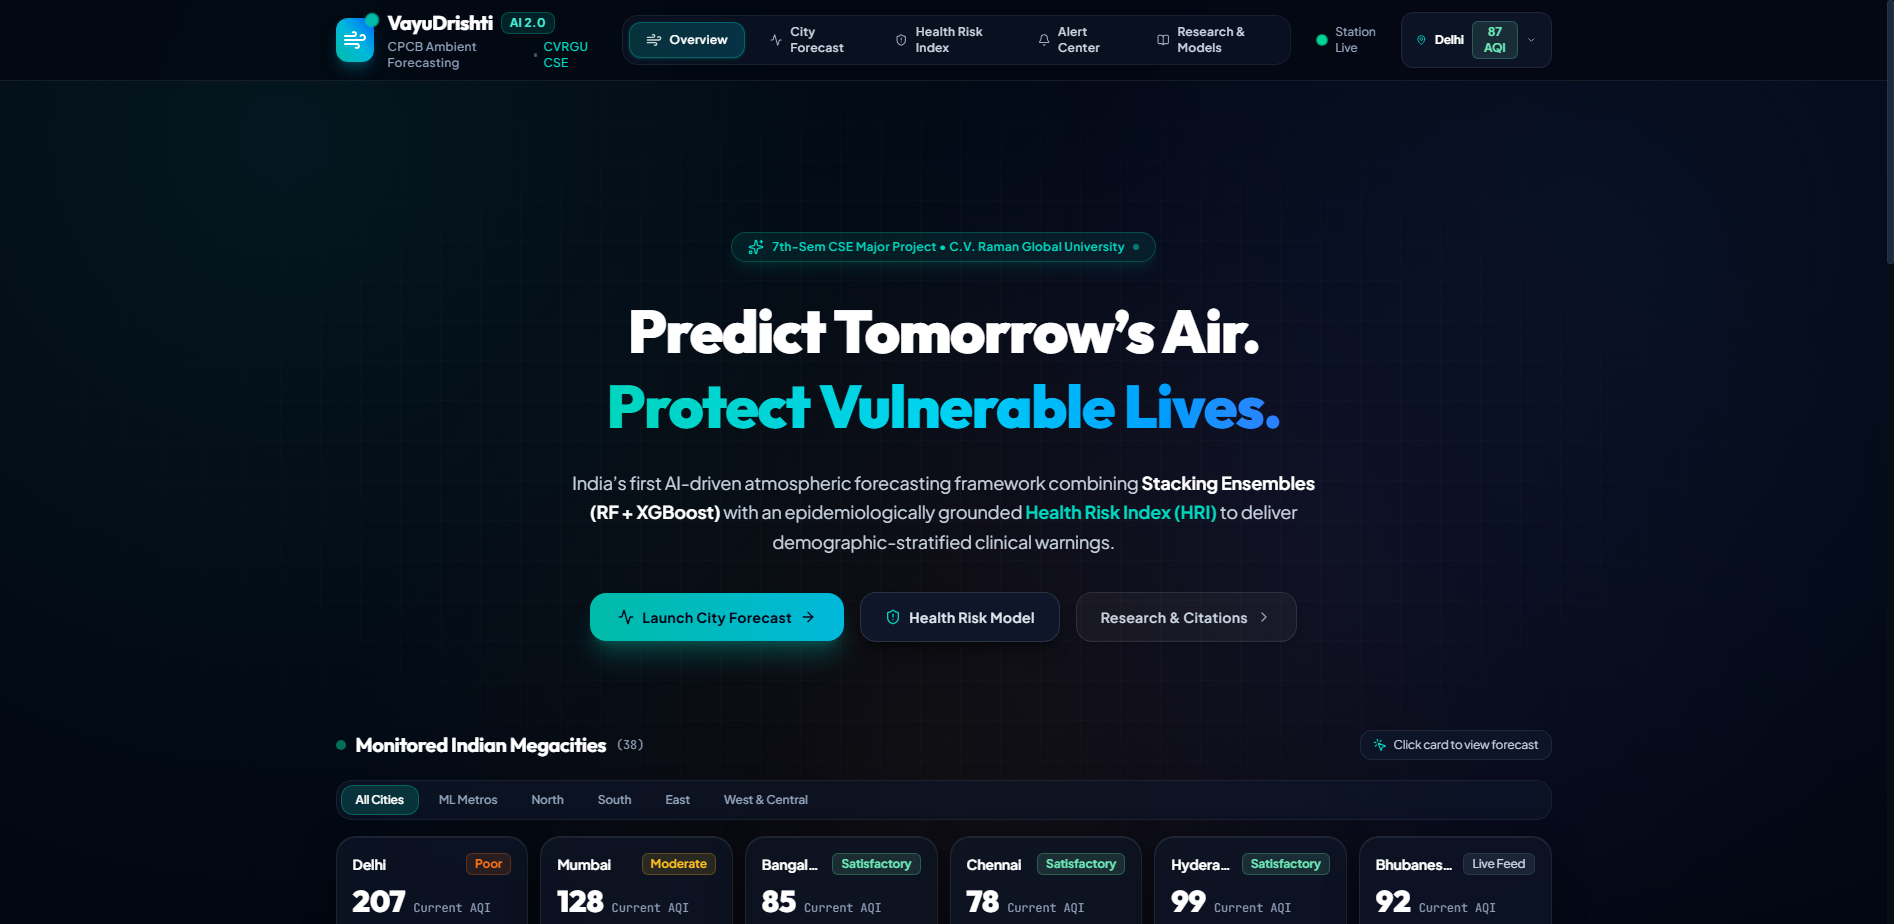 VayuDrishti AI 2.0
CPCB Ambient Forecasting • CVRGU CSE
Overview
City Forecast
Health Risk Index
Alert Center
Research & Models
Station Live
Delhi 87 AQI
7th-Sem CSE Major Project • C.V. Raman Global University
Predict Tomorrow’s Air.
Protect Vulnerable Lives.
India’s first AI-driven atmospheric forecasting framework combining Stacking Ensembles
(RF + XGBoost) with an epidemiologically grounded Health Risk Index (HRI) to deliver
demographic-stratified clinical warnings.
Launch City Forecast
Health Risk Model
Research & Citations
Monitored Indian Megacities (38)
Click card to view forecast
All Cities ML Metros North South East West & Central
Delhi Poor
207 Current AQI
Mumbai Moderate
128 Current AQI
Bangal... Satisfactory
85 Current AQI
Chennai Satisfactory
78 Current AQI
Hydera... Satisfactory
99 Current AQI
Bhubanes... Live Feed
92 Current AQI